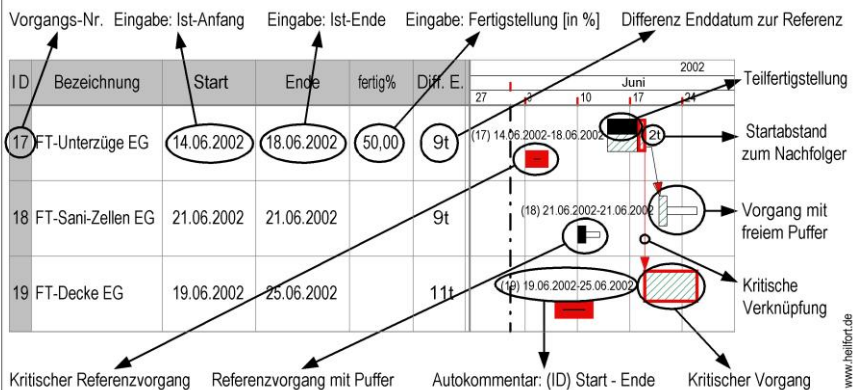 Vorgangs-Nr. Eingabe: Ist-Anfang Eingabe: Ist-Ende Eingabe: Fertigstellung [in %] Differenz Enddatum zur Referenz
ID Bezeichnung Start Ende fertig% Diff. E.
2002
Juni
27 3 10 17 24
Teilfertigstellung
17 FT-Unterzüge EG 14.06.2002 18.06.2002 50,00 9t
(17) 14.06.2002-18.06.2002 2t
Startabstand
zum Nachfolger
18 FT-Sani-Zellen EG 21.06.2002 21.06.2002 9t
(18) 21.06.2002-21.06.2002
Vorgang mit
freiem Puffer
19 FT-Decke EG 19.06.2002 25.06.2002 11t
(19) 19.06.2002-25.06.2002
Kritische
Verknüpfung
Kritischer Referenzvorgang Referenzvorgang mit Puffer Autokommentar: (ID) Start - Ende Kritischer Vorgang
www.heilfort.de